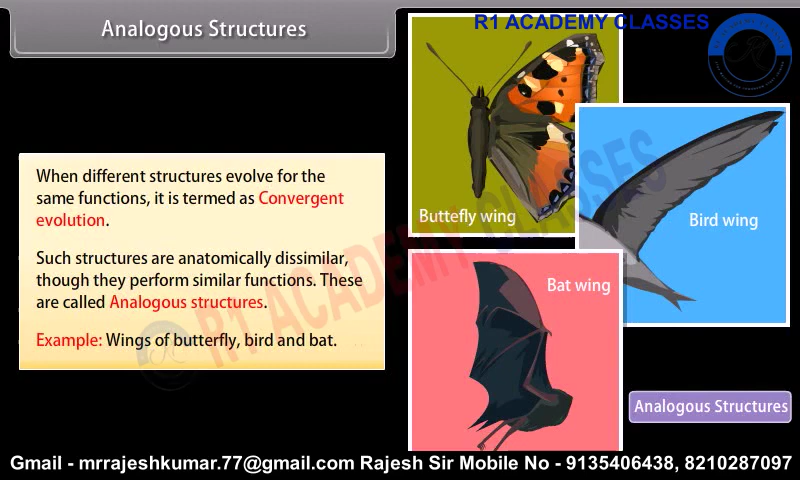 Analogous Structures
R1 ACADEMY CLASSES
When different structures evolve for the
same functions, it is termed as Convergent
evolution.
Such structures are anatomically dissimilar,
though they perform similar functions. These
are called Analogous structures.
Example: Wings of butterfly, bird and bat.
Buttefly wing
Bird wing
Bat wing
R1 ACADEMY CLASSES
Analogous Structures
Gmail - mrrajeshkumar.77@gmail.com Rajesh Sir Mobile No - 9135406438, 8210287097